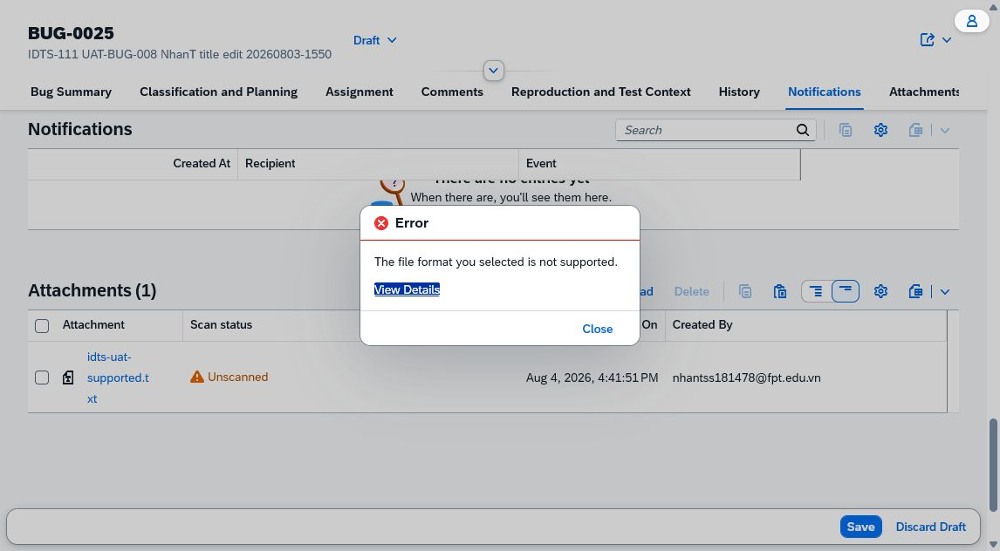 BUG-0025
IDTS-111 UAT-BUG-008 NhanT title edit 20260803-1550
Draft
Bug Summary
Classification and Planning
Assignment
Comments
Reproduction and Test Context
History
Notifications
Attachments
Notifications
Search
Created At
Recipient
Event
There are no entries yet
When there are, you'll see them here.
Error
The file format you selected is not supported.
View Details
Close
Attachments (1)
Delete
Attachment
Scan status
On
Created By
idts-uat-
supported.t
xt
Unscanned
Aug 4, 2026, 4:41:51 PM
nhantss181478@fpt.edu.vn
Save
Discard Draft